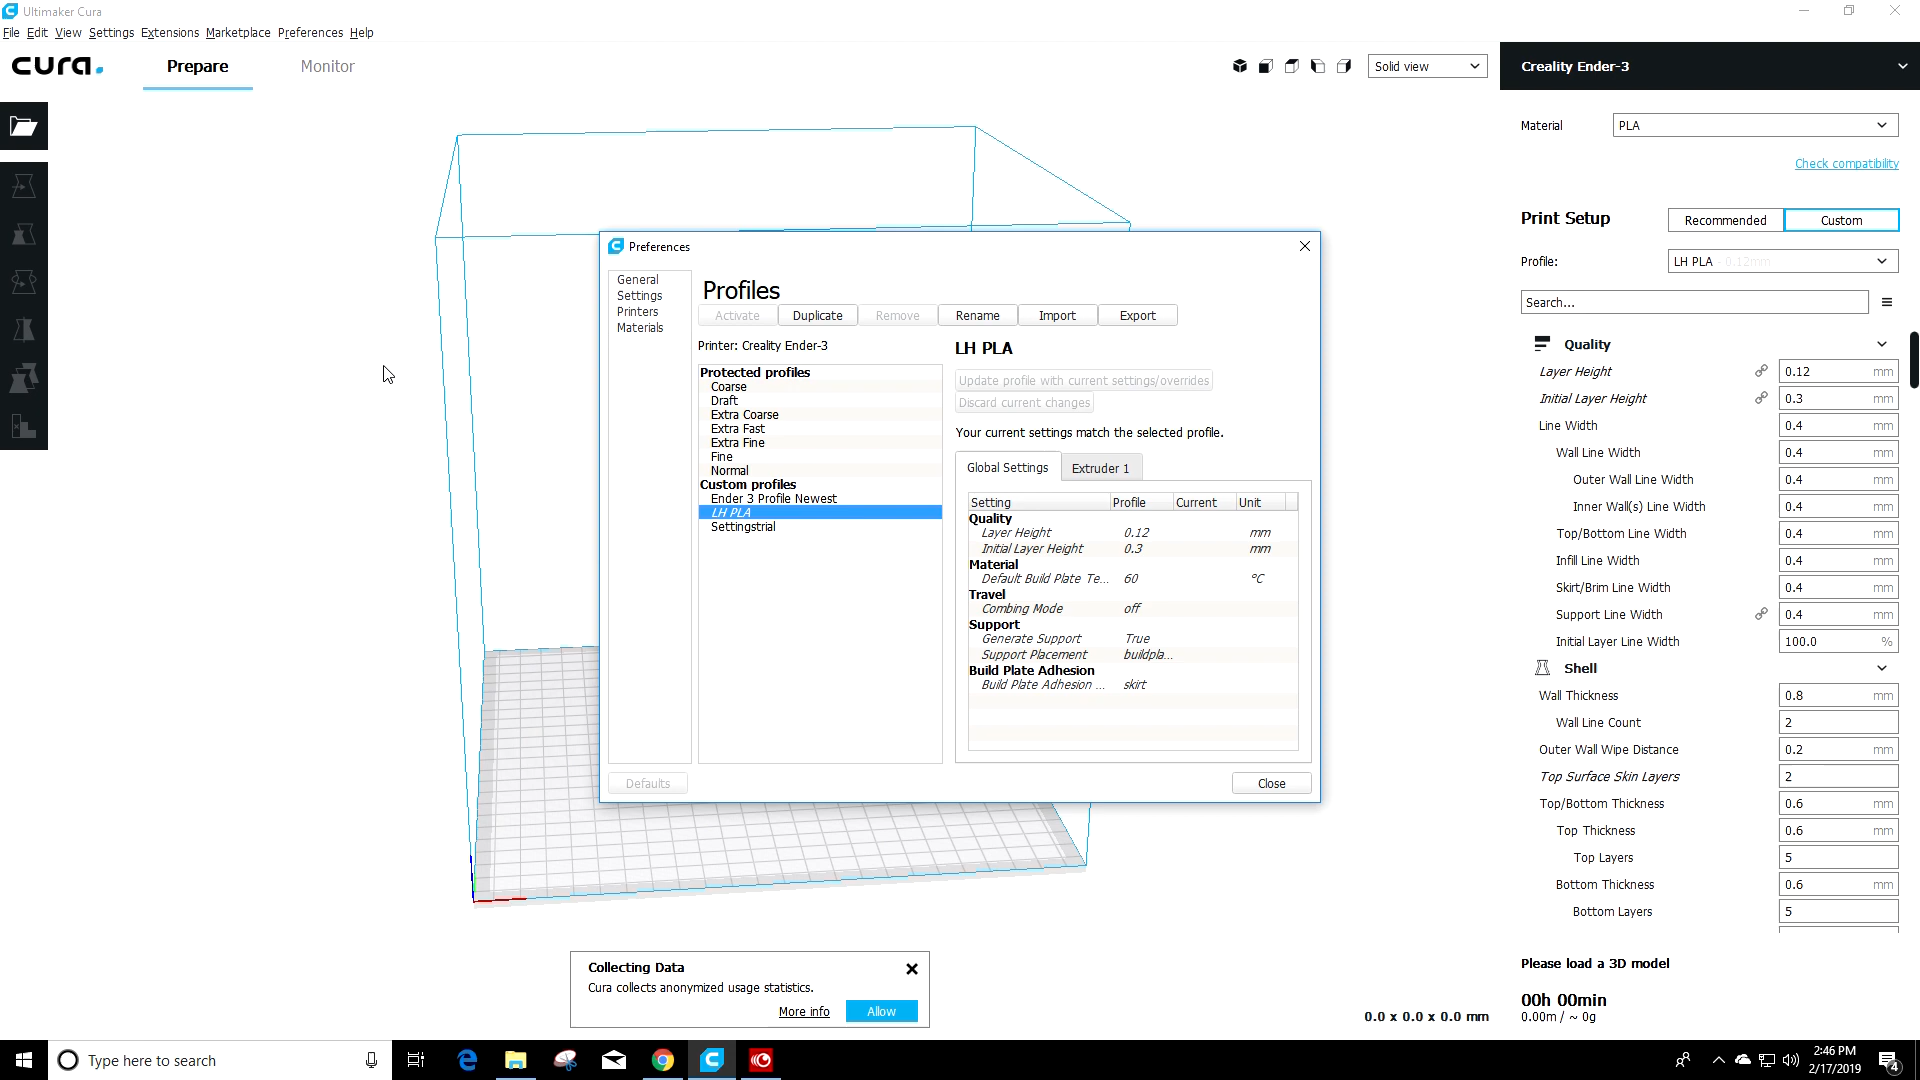 Ultimaker Cura
File Edit View Settings Extensions Marketplace Preferences Help
cura.
Prepare
Monitor
Solid view
Creality Ender-3
Material
PLA
Check compatibility
Print Setup
Recommended
Custom
Profile:
LH PLA 0.12mm
Search...
Quality
Layer Height 0.12 mm
Initial Layer Height 0.3 mm
Line Width 0.4 mm
Wall Line Width 0.4 mm
Outer Wall Line Width 0.4 mm
Inner Wall(s) Line Width 0.4 mm
Top/Bottom Line Width 0.4 mm
Infill Line Width 0.4 mm
Skirt/Brim Line Width 0.4 mm
Support Line Width 0.4 mm
Initial Layer Line Width 100.0 %
Shell
Wall Thickness 0.8 mm
Wall Line Count 2
Outer Wall Wipe Distance 0.2 mm
Top Surface Skin Layers 2
Top/Bottom Thickness 0.6 mm
Top Thickness 0.6 mm
Top Layers 5
Bottom Thickness 0.6 mm
Bottom Layers 5
Please load a 3D model
00h 00min
0.00m / ~ 0g
Preferences
General
Settings
Printers
Materials
Profiles
Activate Duplicate Remove Rename Import Export
Printer: Creality Ender-3
Protected profiles
Coarse
Draft
Extra Coarse
Extra Fast
Extra Fine
Fine
Normal
Custom profiles
Ender 3 Profile Newest
LH PLA
Settingstrial
LH PLA
Update profile with current settings/overrides
Discard current changes
Your current settings match the selected profile.
Global Settings Extruder 1
Setting Profile Current Unit
Quality
Layer Height 0.12 mm
Initial Layer Height 0.3 mm
Material
Default Build Plate Te... 60 °C
Travel
Combing Mode off
Support
Generate Support True
Support Placement buildpla...
Build Plate Adhesion
Build Plate Adhesion ... skirt
Defaults
Close
Collecting Data
Cura collects anonymized usage statistics.
More info
Allow
0.0 x 0.0 x 0.0 mm
Type here to search
2:46 PM
2/17/2019
4